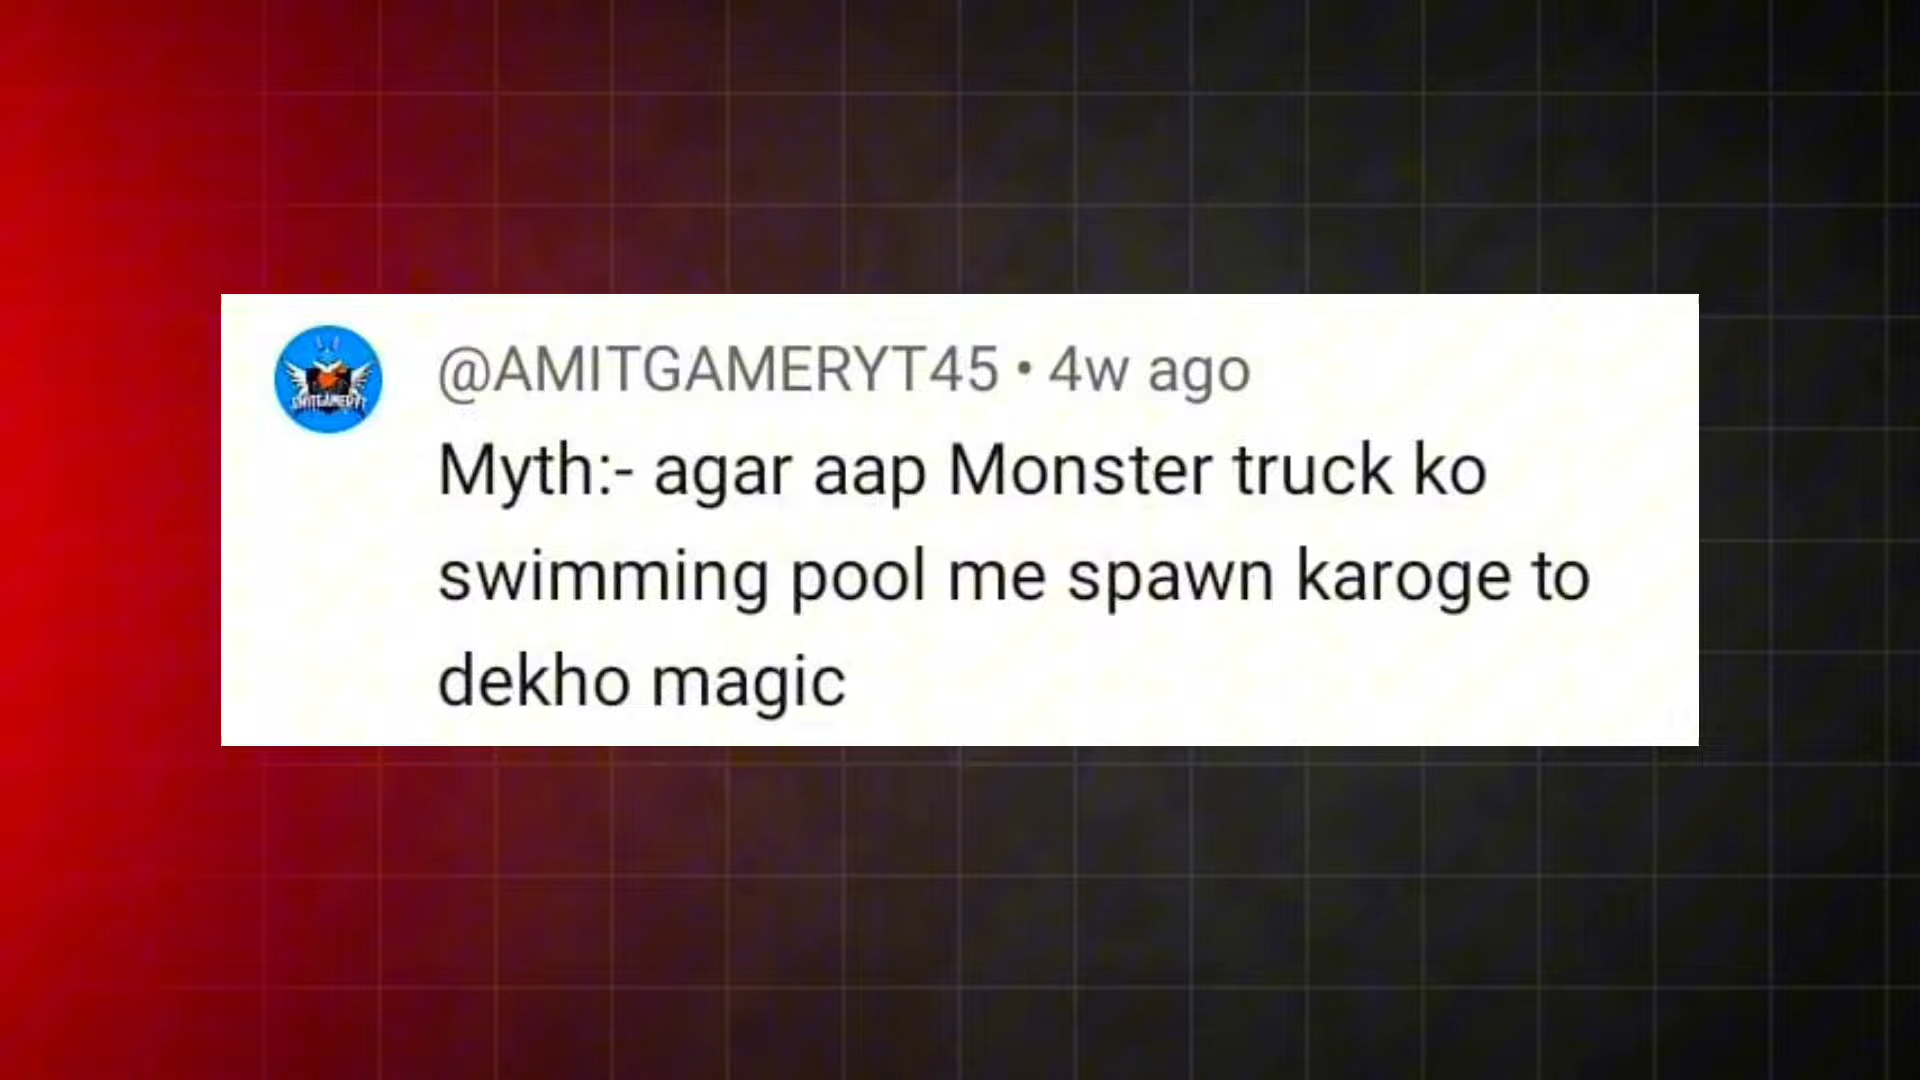 @AMITGAMERYT45 • 4w ago
Myth:- agar aap Monster truck ko
swimming pool me spawn karoge to
dekho magic